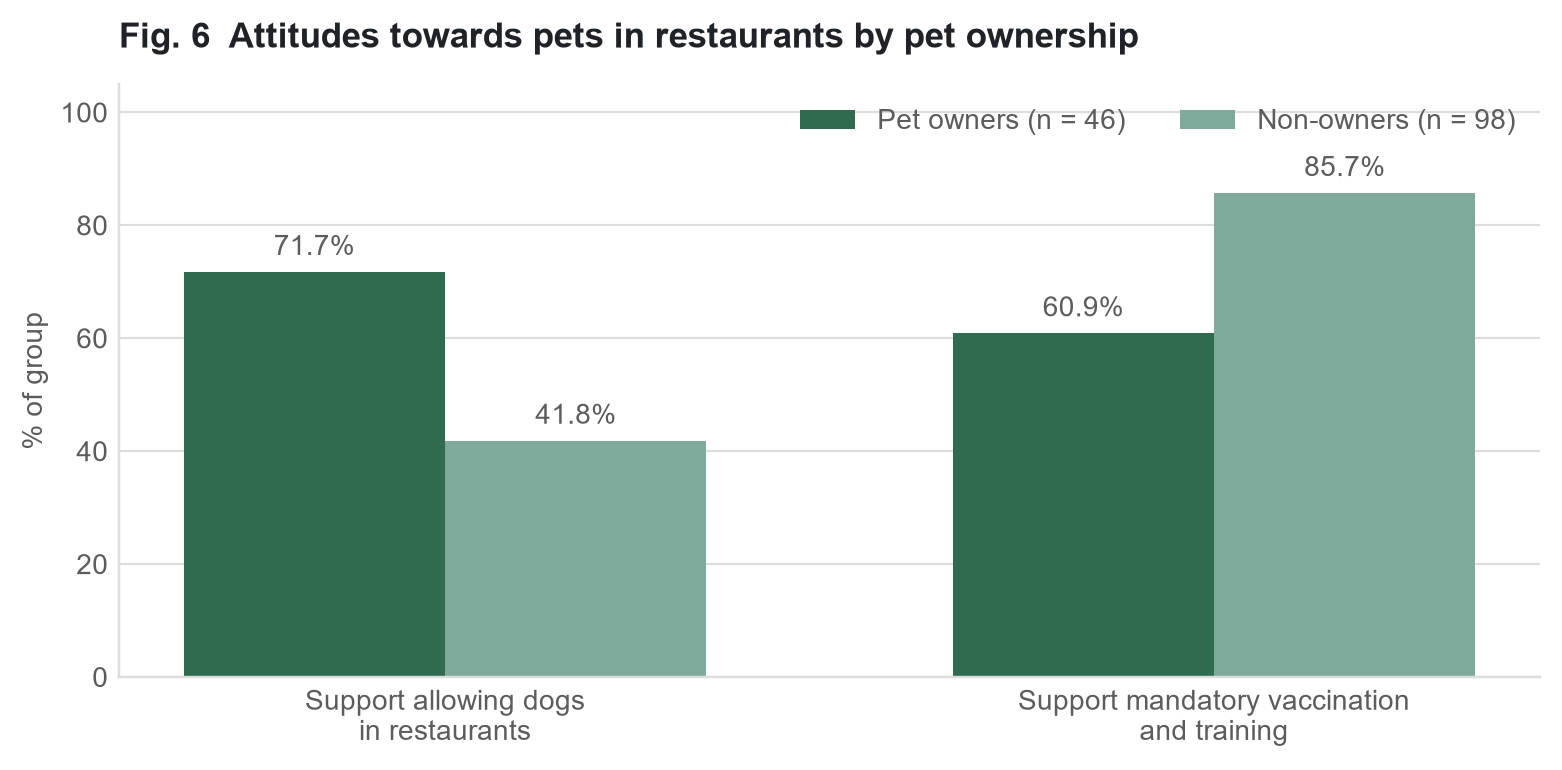 Fig. 6  Attitudes towards pets in restaurants by pet ownership
Pet owners (n = 46)
Non-owners (n = 98)
% of group
100
80
60
40
20
0
71.7%
41.8%
60.9%
85.7%
Support allowing dogs
in restaurants
Support mandatory vaccination
and training